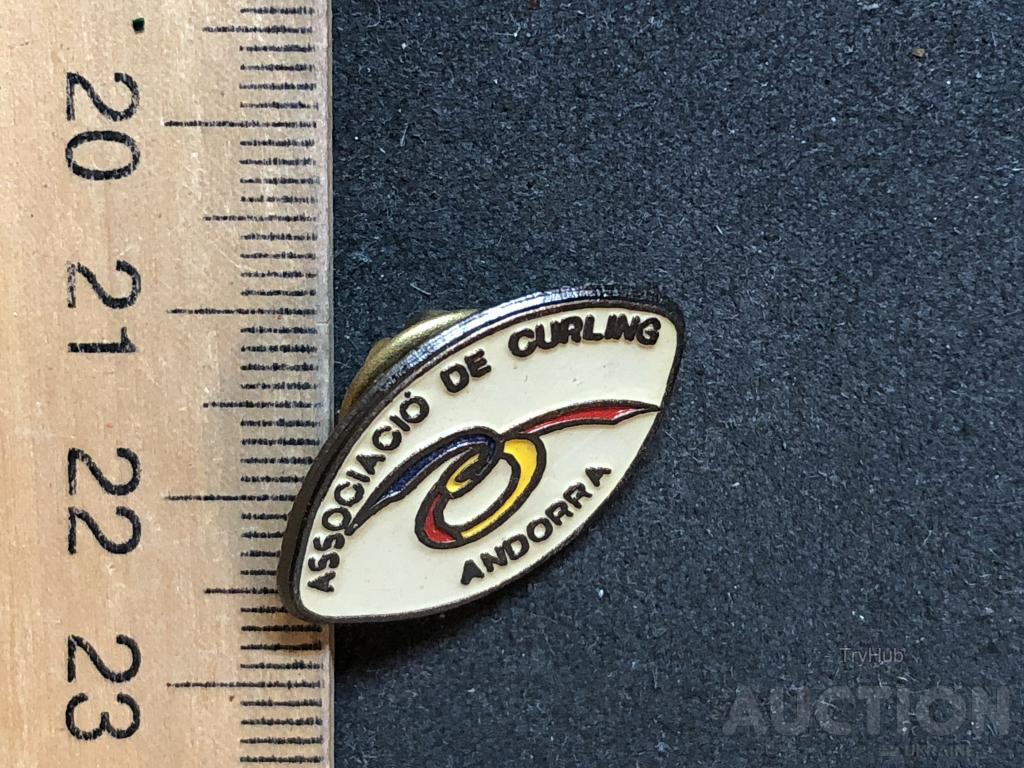 20
21
22
23
ASSOCIACIÓ DE CURLING
ANDORRA
TryHub
AUCTION
UKRAINE